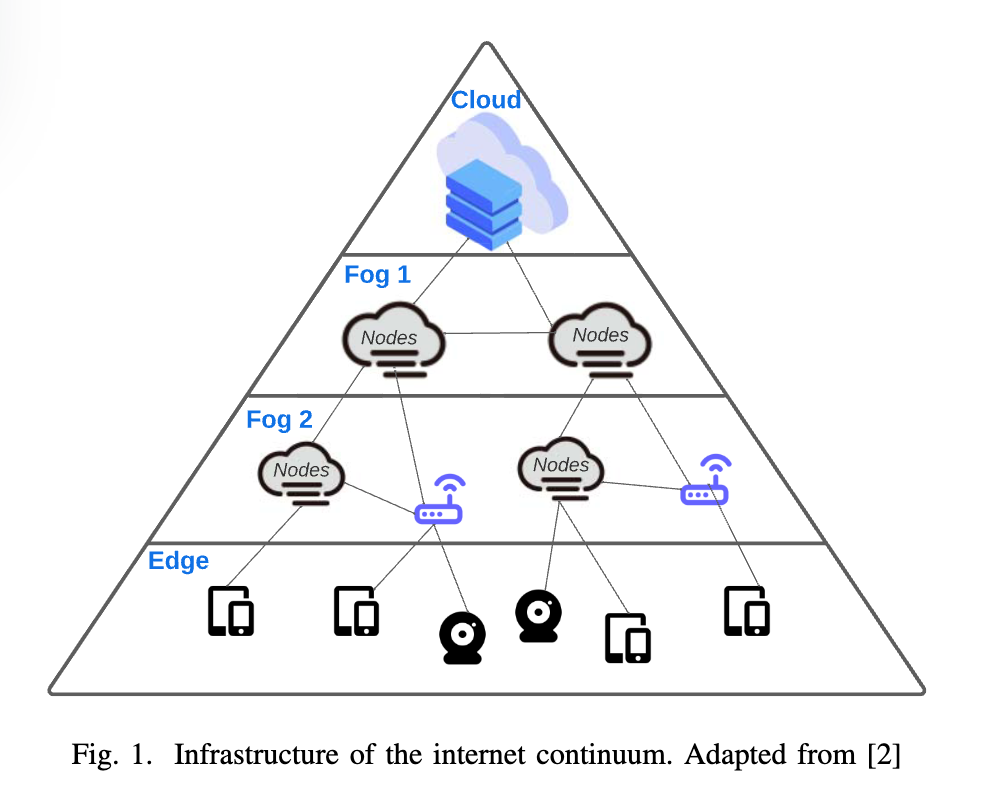 Cloud
Fog 1
Nodes
Nodes
Fog 2
Nodes
Nodes
Edge
Fig. 1. Infrastructure of the internet continuum. Adapted from [2]